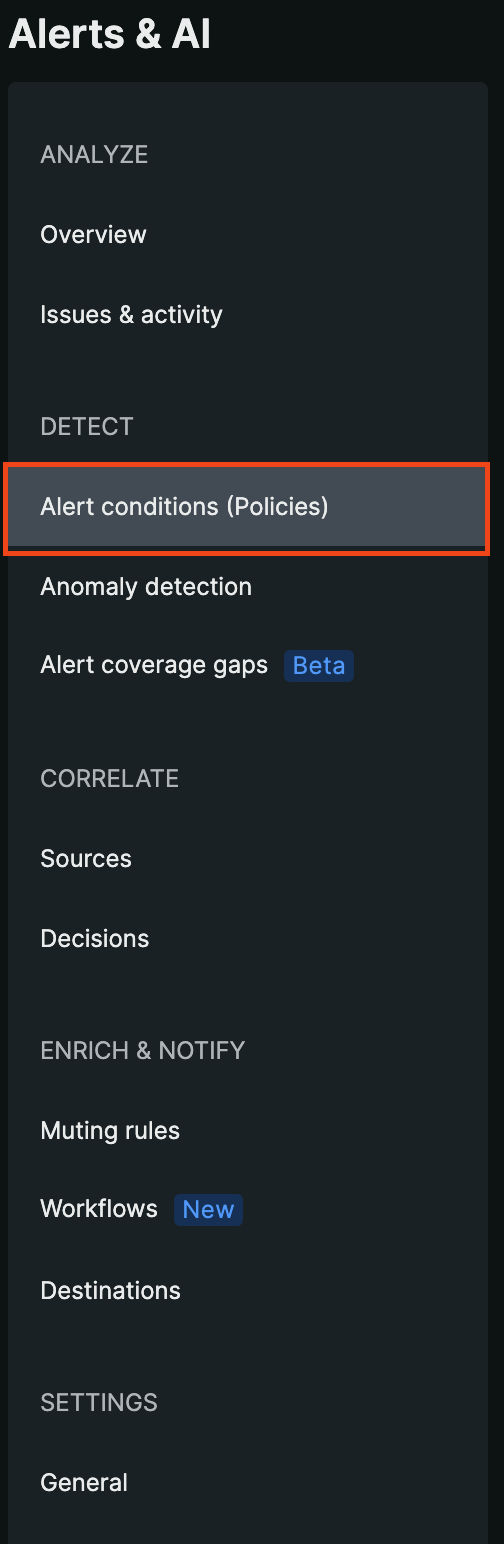 Alerts & AI
ANALYZE
Overview
Issues & activity
DETECT
Alert conditions (Policies)
Anomaly detection
Alert coverage gaps Beta
CORRELATE
Sources
Decisions
ENRICH & NOTIFY
Muting rules
Workflows New
Destinations
SETTINGS
General